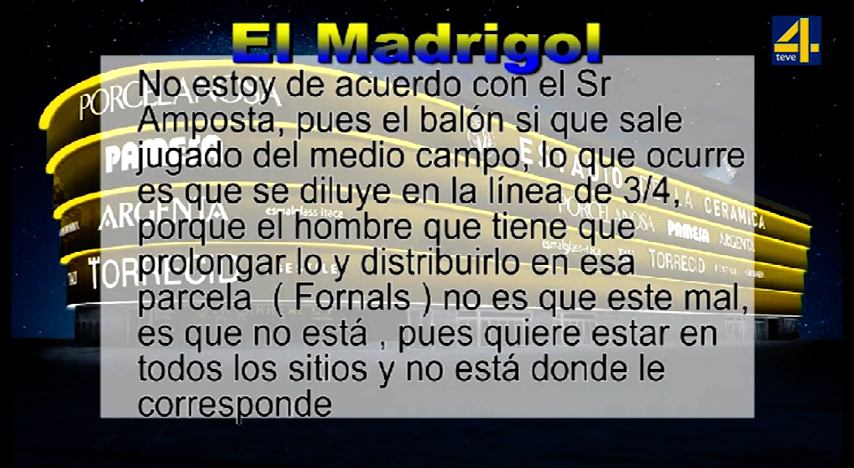 El Madrigol
4
teve
No estoy de acuerdo con el Sr
Amposta, pues el balón si que sale
jugado del medio campo, lo que ocurre
es que se diluye en la línea de 3/4,
porque el hombre que tiene que
prolongar lo y distribuirlo en esa
parcela ( Fornals ) no es que este mal,
es que no está , pues quiere estar en
todos los sitios y no está donde le
corresponde
PORCELANOSA
PAMESA
ARGENTA
esmalglass·itaca
TORRECID
LA CERAMICA
PORCELANOSA
PAMESA
ARGENTA
TORRECID